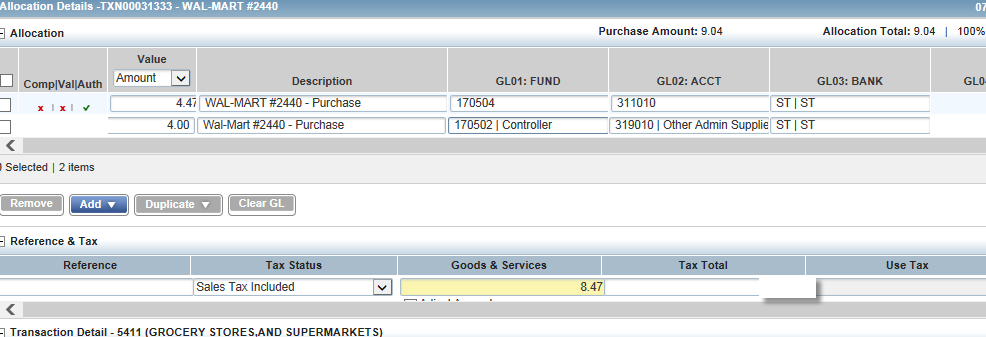 Allocation Details -TXN00031333 - WAL-MART #2440 07
Allocation Purchase Amount: 9.04 Allocation Total: 9.04 | 100%
Value
Comp|Val|Auth Amount Description GL01: FUND GL02: ACCT GL03: BANK GL04
x | x | ✓ 4.47 WAL-MART #2440 - Purchase 170504 311010 ST | ST
4.00 Wal-Mart #2440 - Purchase 170502 | Controller 319010 | Other Admin Supplie ST | ST
0 Selected | 2 items
Remove Add ▼ Duplicate ▼ Clear GL
Reference & Tax
Reference Tax Status Goods & Services Tax Total Use Tax
Sales Tax Included 8.47
Transaction Detail - 5411 (GROCERY STORES,AND SUPERMARKETS)